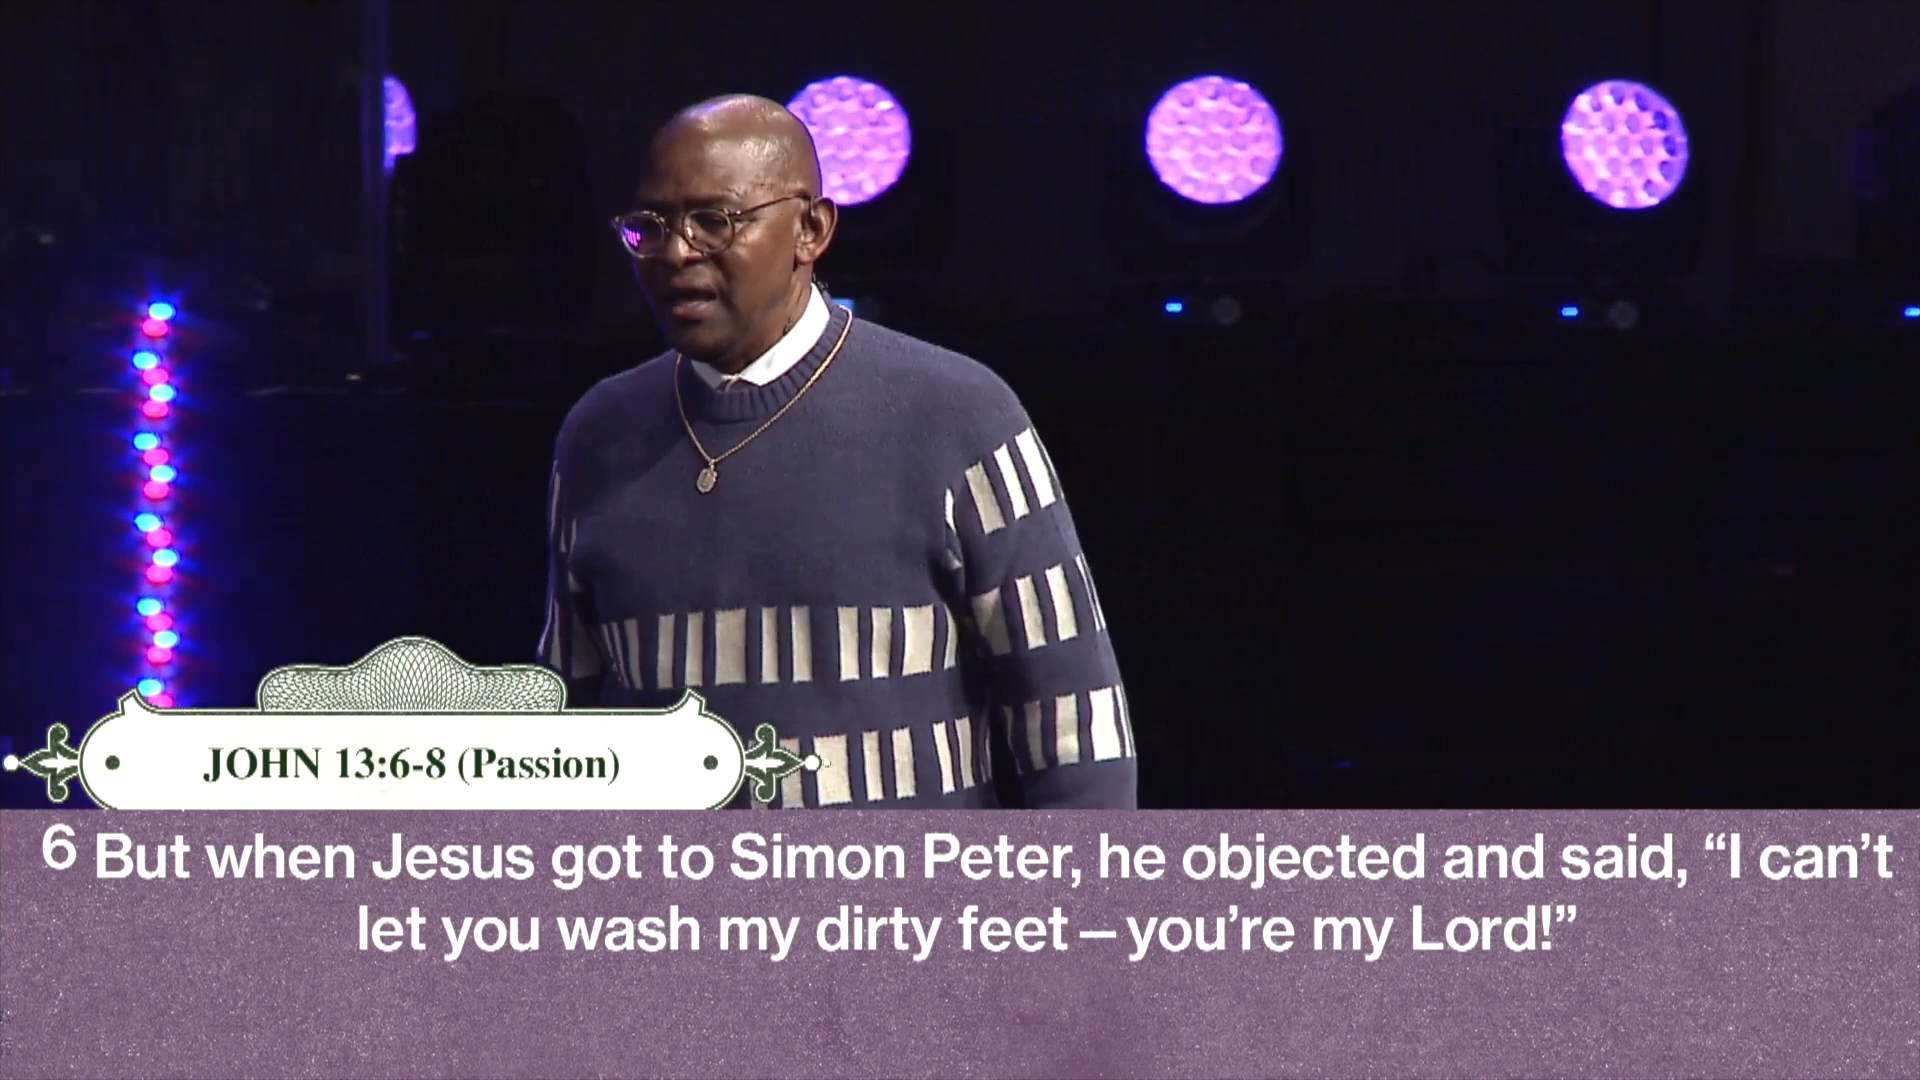 JOHN 13:6-8 (Passion)
6 But when Jesus got to Simon Peter, he objected and said, “I can’t
let you wash my dirty feet—you’re my Lord!”